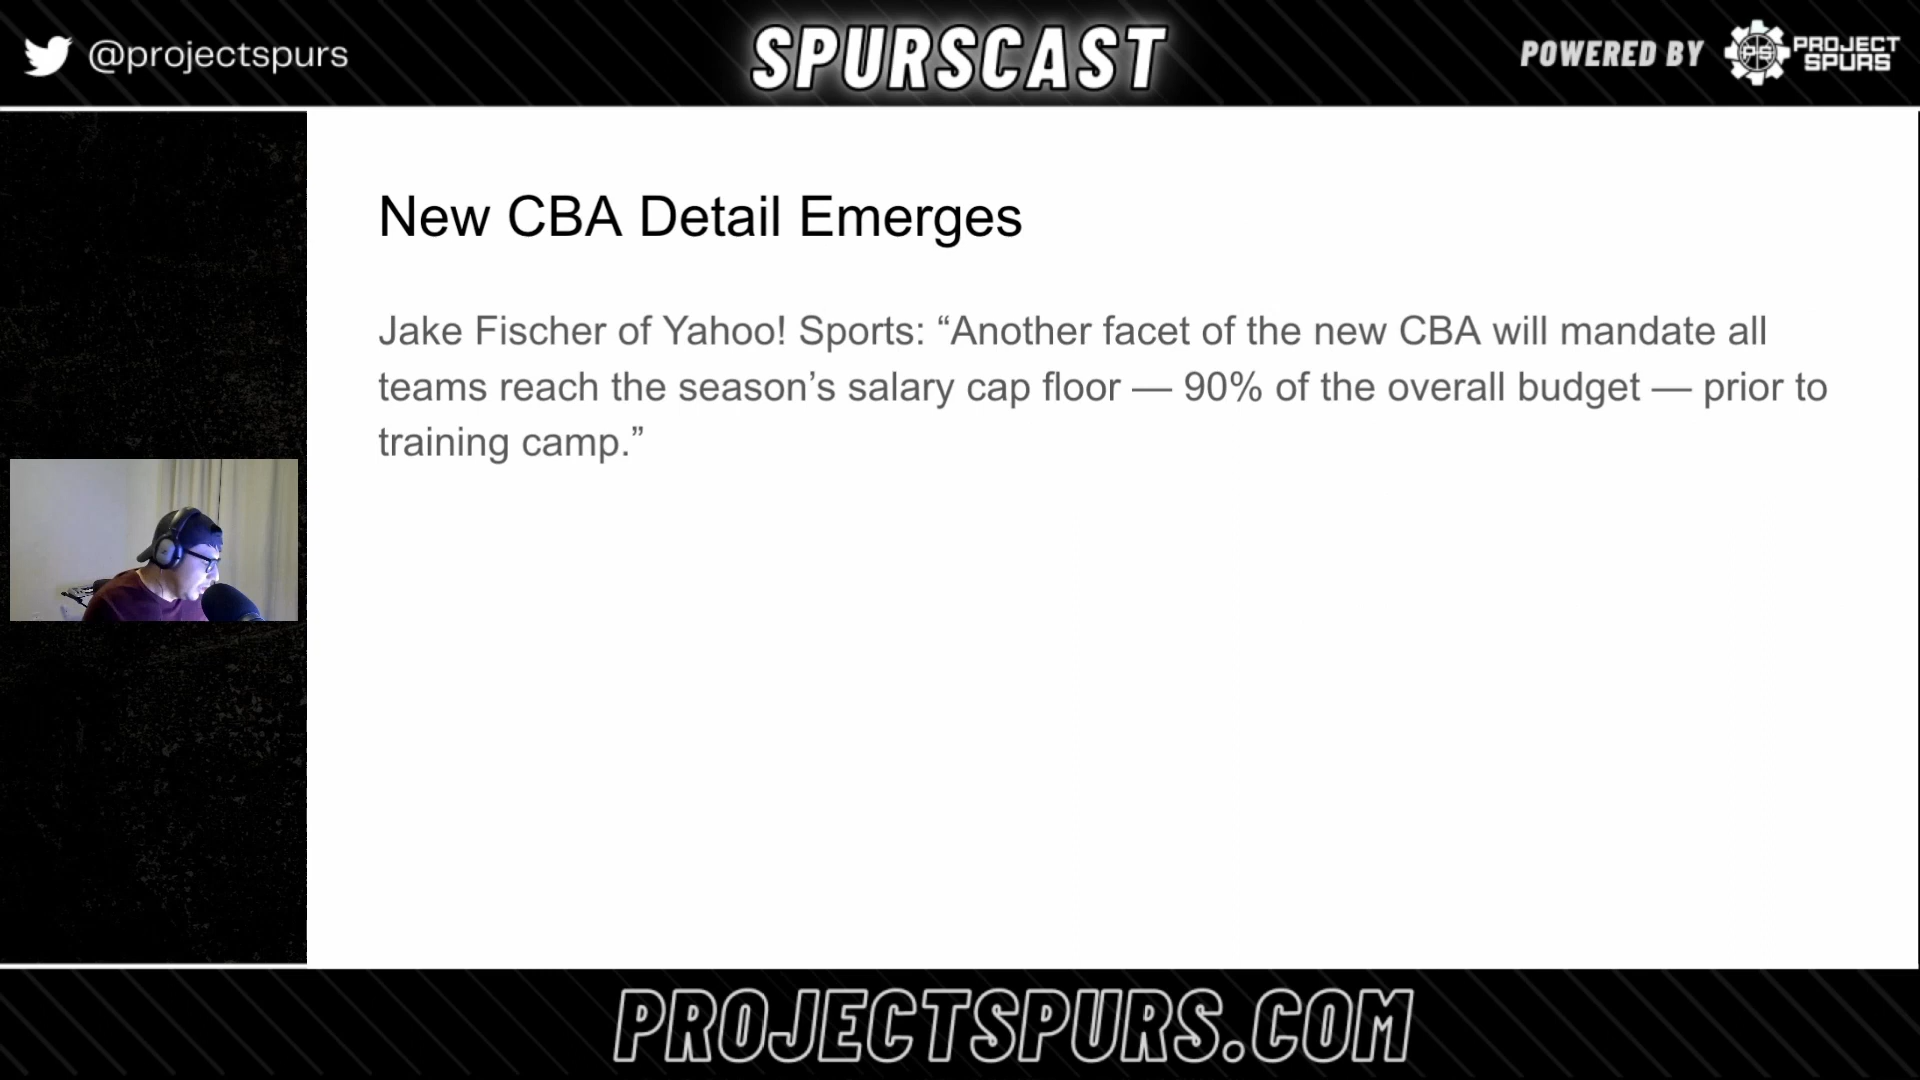 @projectspurs
SPURSCAST
POWERED BY
PS
PROJECT
SPURS
New CBA Detail Emerges
Jake Fischer of Yahoo! Sports: “Another facet of the new CBA will mandate all
teams reach the season’s salary cap floor — 90% of the overall budget — prior to
training camp.”
PROJECTSPURS.COM